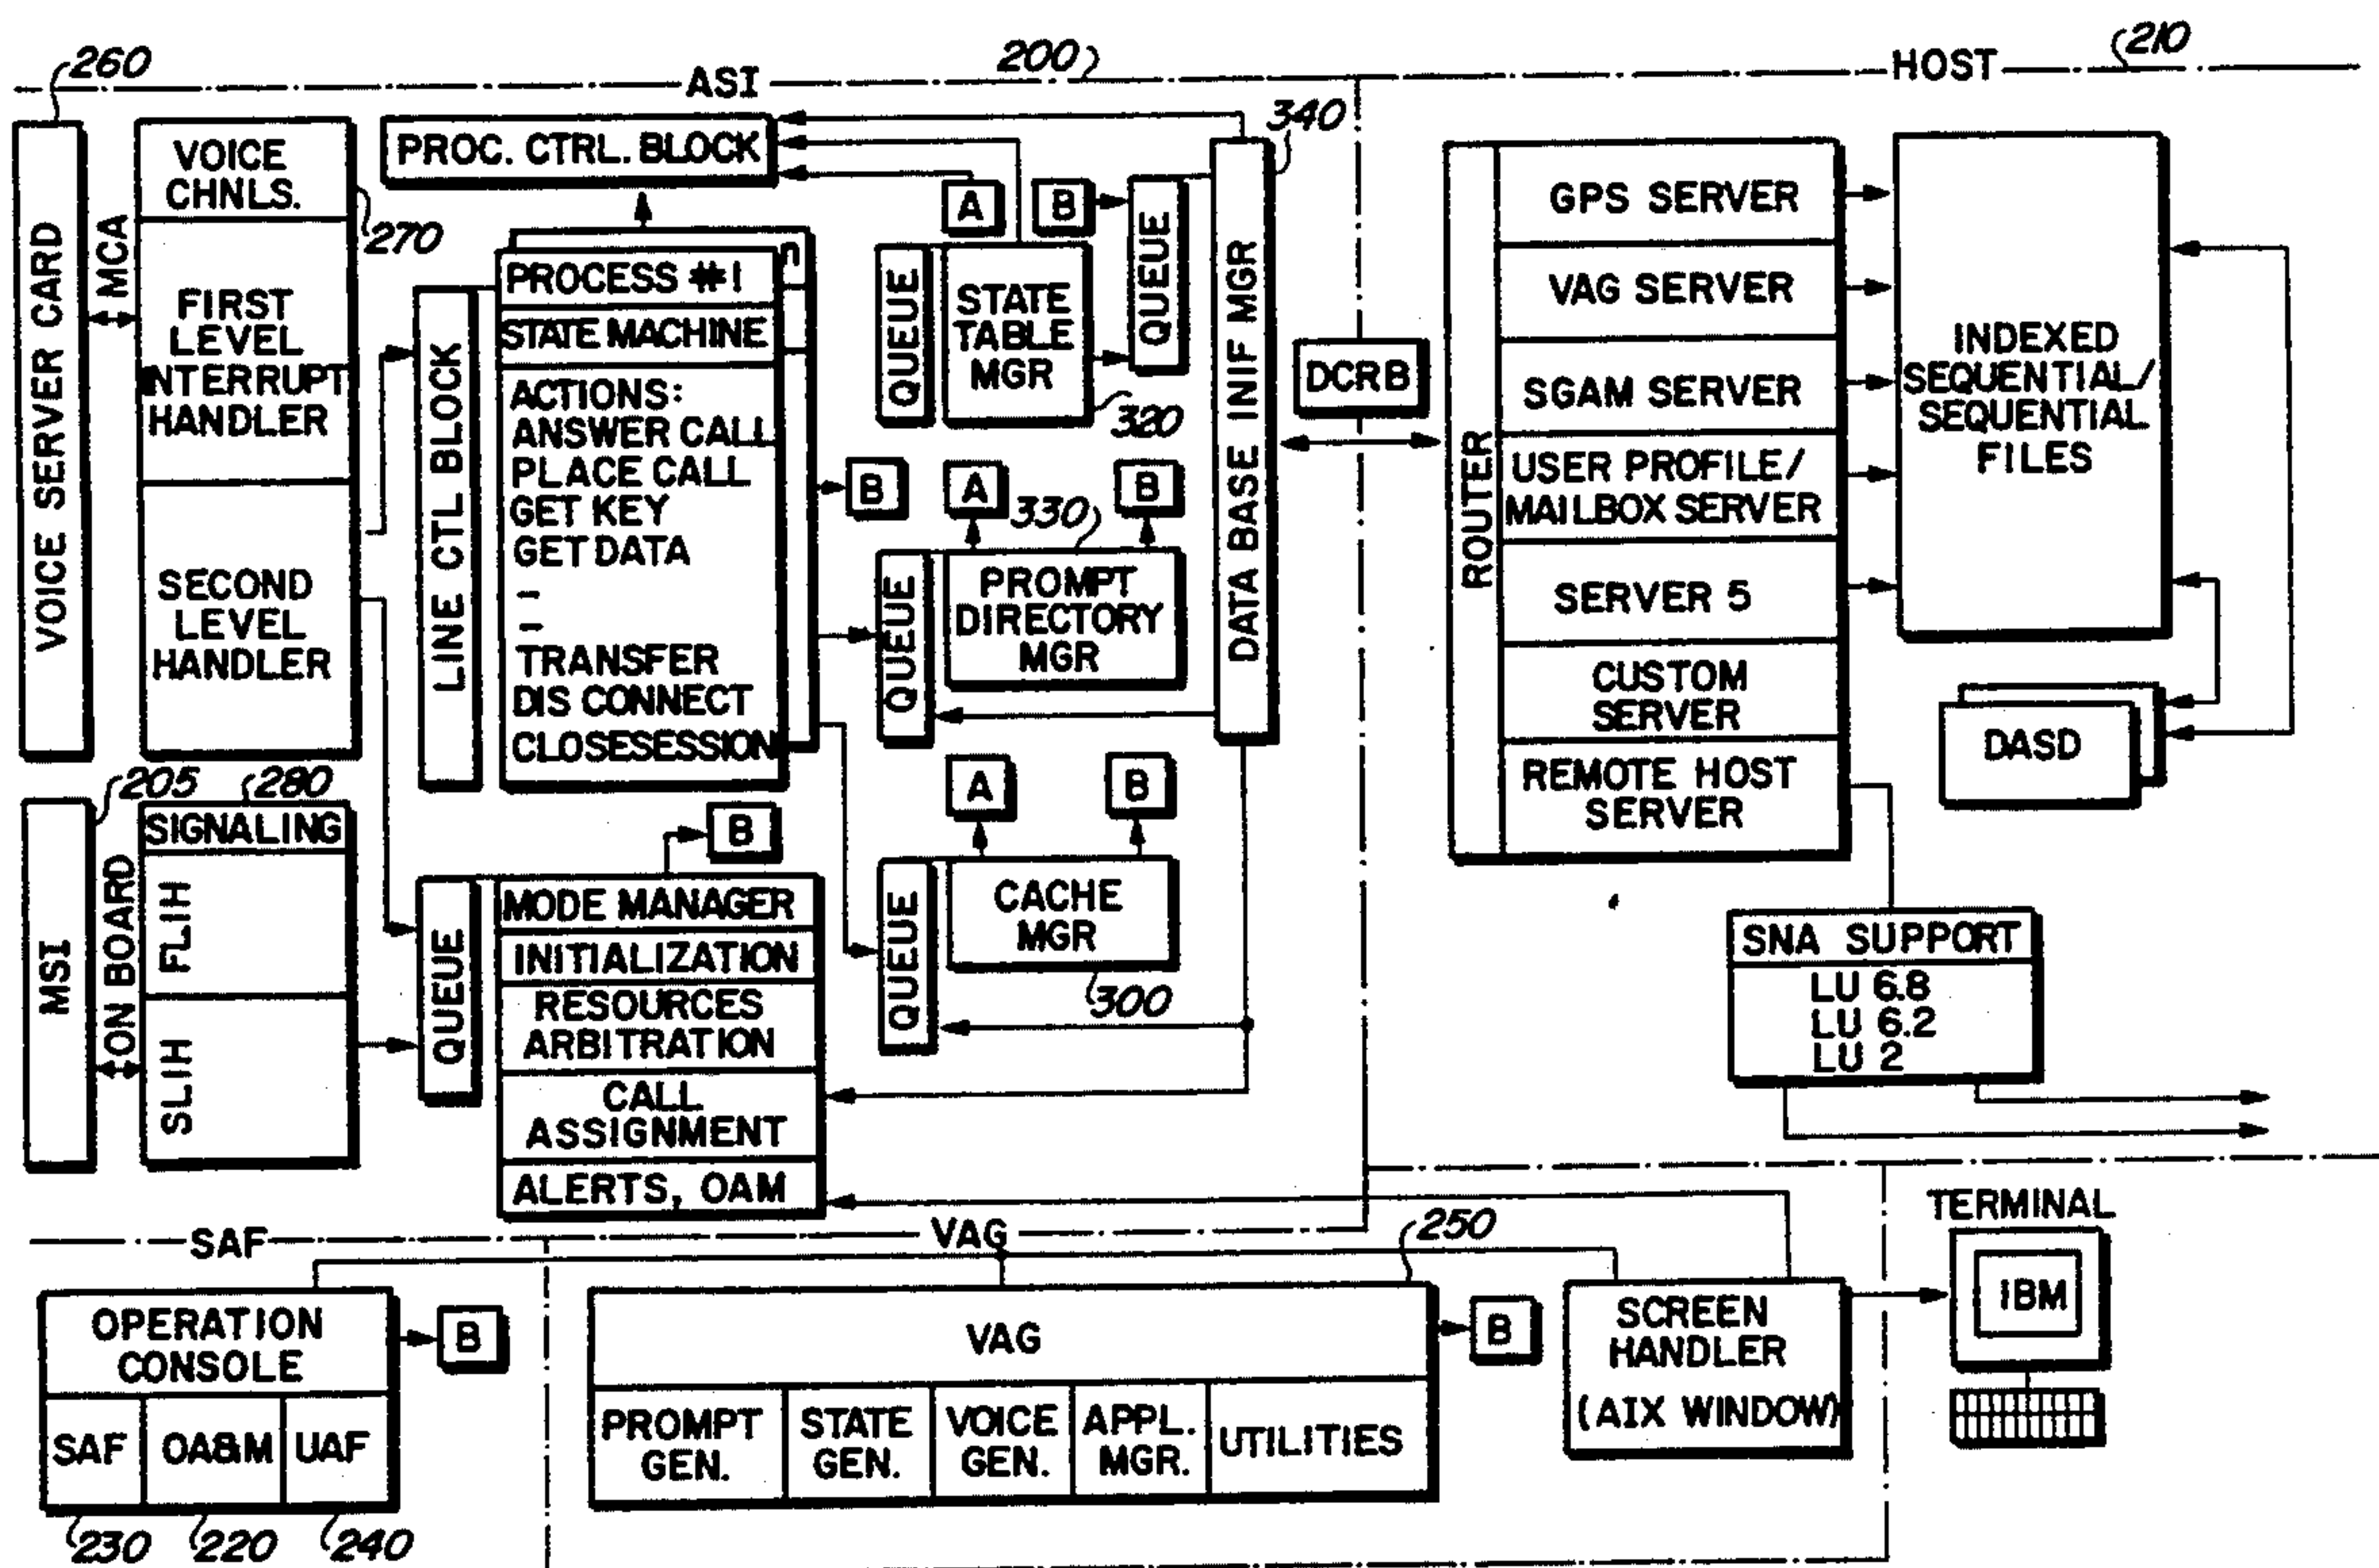 260
ASI
200
HOST
210
VOICE SERVER CARD
MCA
VOICE
CHNLS.
270
FIRST
LEVEL
INTERRUPT
HANDLER
SECOND
LEVEL
HANDLER
PROC. CTRL. BLOCK
LINE CTL BLOCK
n
PROCESS #1
STATE MACHINE
ACTIONS:
ANSWER CALL
PLACE CALL
GET KEY
GET DATA
-
-
TRANSFER
DIS CONNECT
CLOSESESSION
B
A
B
QUEUE
340
QUEUE
STATE
TABLE
MGR
320
DATA BASE INIF MGR
A
B
330
QUEUE
PROMPT
DIRECTORY
MGR
A
B
QUEUE
CACHE
MGR
300
DCRB
ROUTER
GPS SERVER
VAG SERVER
SGAM SERVER
USER PROFILE/
MAILBOX SERVER
SERVER 5
CUSTOM
SERVER
REMOTE HOST
SERVER
INDEXED
SEQUENTIAL/
SEQUENTIAL
FILES
DASD
SNA SUPPORT
LU 6.8
LU 6.2
LU 2
205
280
MSI
ON BOARD
SIGNALING
FLIH
SLIH
B
QUEUE
MODE MANAGER
INITIALIZATION
RESOURCES
ARBITRATION
CALL
ASSIGNMENT
ALERTS, OAM
SAF
VAG
250
TERMINAL
IBM
OPERATION
CONSOLE
B
SAF
OA&M
UAF
230
220
240
VAG
B
PROMPT
GEN.
STATE
GEN.
VOICE
GEN.
APPL.
MGR.
UTILITIES
SCREEN
HANDLER
(AIX WINDOW)